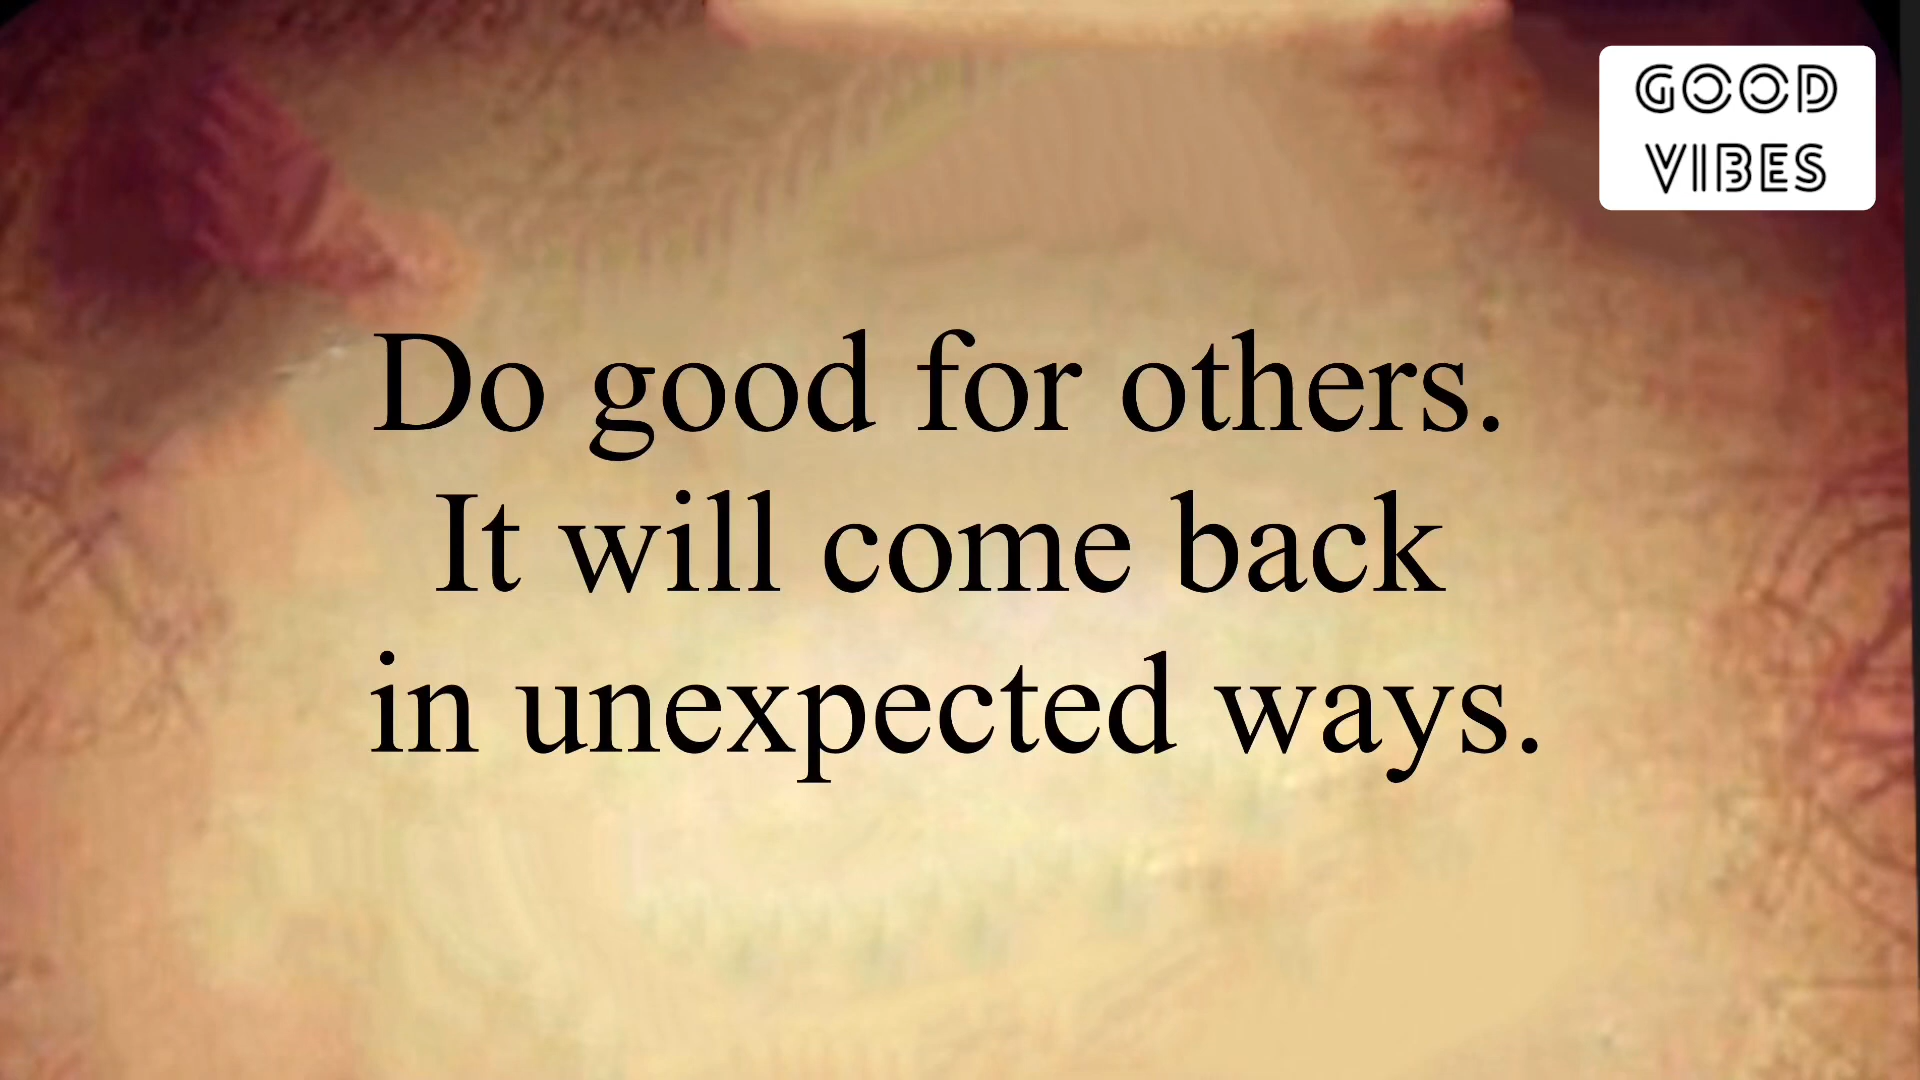 GOOD
VIBES
Do good for others.
It will come back
in unexpected ways.